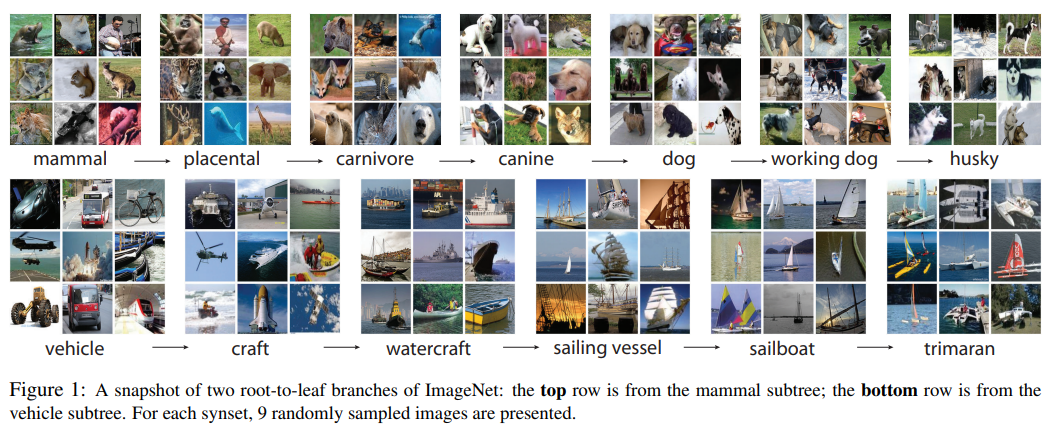 mammal → placental → carnivore → canine → dog → working dog → husky
vehicle → craft → watercraft → sailing vessel → sailboat → trimaran
Figure 1: A snapshot of two root-to-leaf branches of ImageNet: the top row is from the mammal subtree; the bottom row is from the
vehicle subtree. For each synset, 9 randomly sampled images are presented.